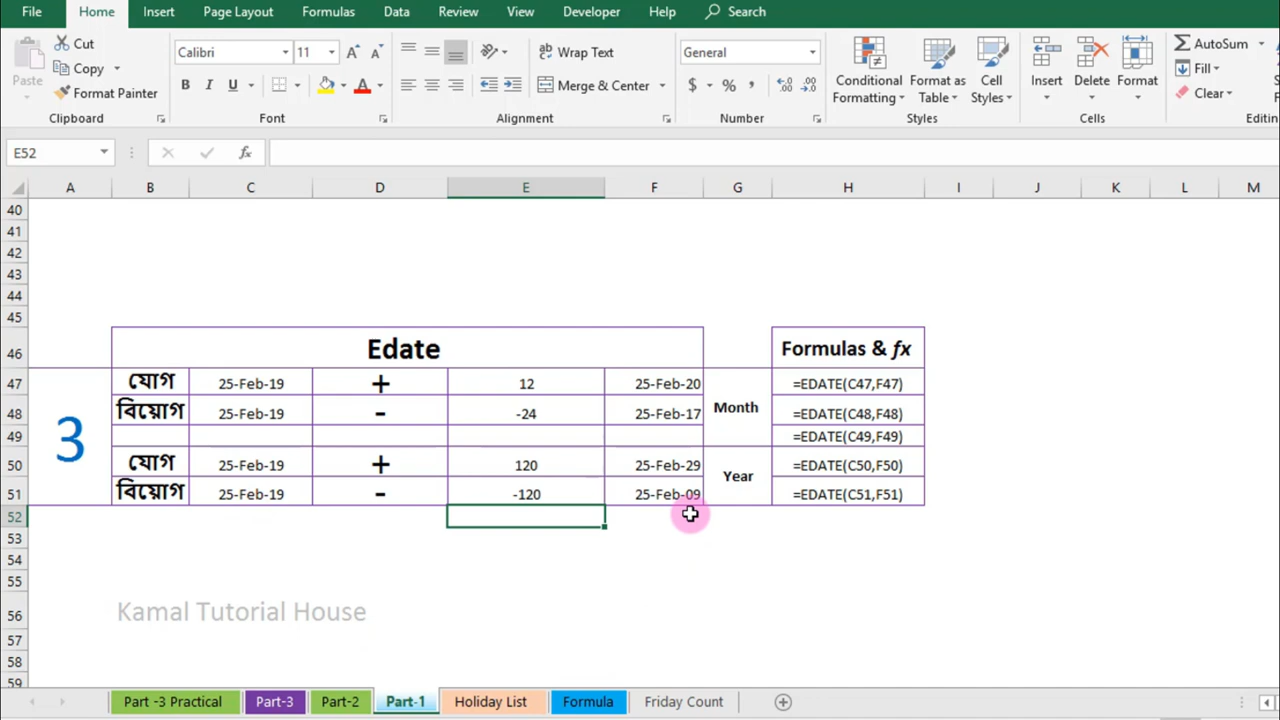 File Home Insert Page Layout Formulas Data Review View Developer Help Search
Cut
Copy
Format Painter
Paste
Calibri 11
B I U
Wrap Text
Merge & Center
General
$ % ,
Conditional Formatting
Format as Table
Cell Styles
Insert Delete Format
AutoSum
Fill
Clear
Clipboard Font Alignment Number Styles Cells
E52 fx
A B C D E F G H I J K L M
40
41
42
43
44
45
46 Edate Formulas & fx
47 যোগ 25-Feb-19 + 12 25-Feb-20 =EDATE(C47,F47)
Month
48 বিয়োগ 25-Feb-19 - -24 25-Feb-17 =EDATE(C48,F48)
3
49 =EDATE(C49,F49)
50 যোগ 25-Feb-19 + 120 25-Feb-29 =EDATE(C50,F50)
Year
51 বিয়োগ 25-Feb-19 - -120 25-Feb-09 =EDATE(C51,F51)
52
53
54
55
56 Kamal Tutorial House
57
58
59
Part -3 Practical Part-3 Part-2 Part-1 Holiday List Formula Friday Count